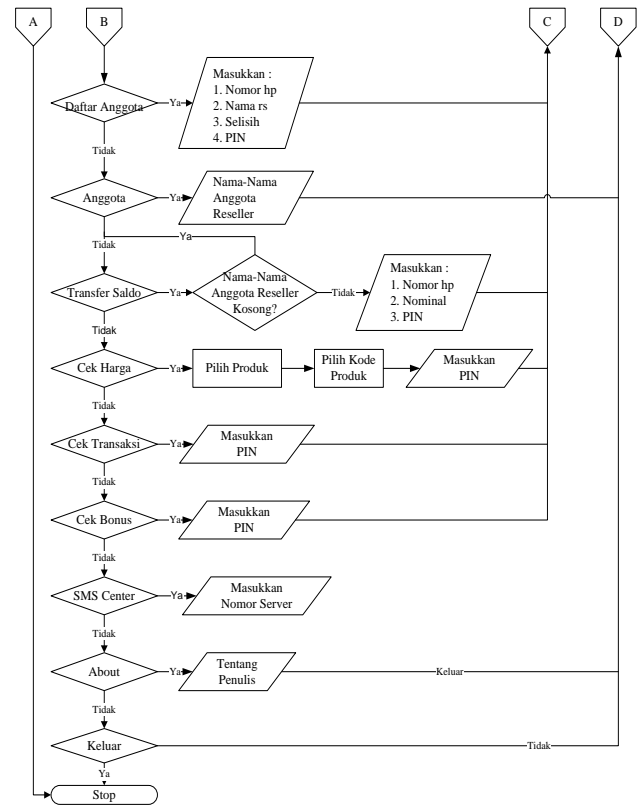 A
B
C
D
Daftar Anggota
Ya
Masukkan :
1. Nomor hp
2. Nama rs
3. Selisih
4. PIN
Tidak
Anggota
Ya
Nama-Nama
Anggota
Reseller
Tidak
Ya
Transfer Saldo
Ya
Nama-Nama
Anggota Reseller
Kosong?
Tidak
Masukkan :
1. Nomor hp
2. Nominal
3. PIN
Tidak
Cek Harga
Ya
Pilih Produk
Pilih Kode
Produk
Masukkan
PIN
Tidak
Cek Transaksi
Ya
Masukkan
PIN
Tidak
Cek Bonus
Ya
Masukkan
PIN
Tidak
SMS Center
Ya
Masukkan
Nomor Server
Tidak
About
Ya
Tentang
Penulis
Keluar
Tidak
Keluar
Tidak
Ya
Stop